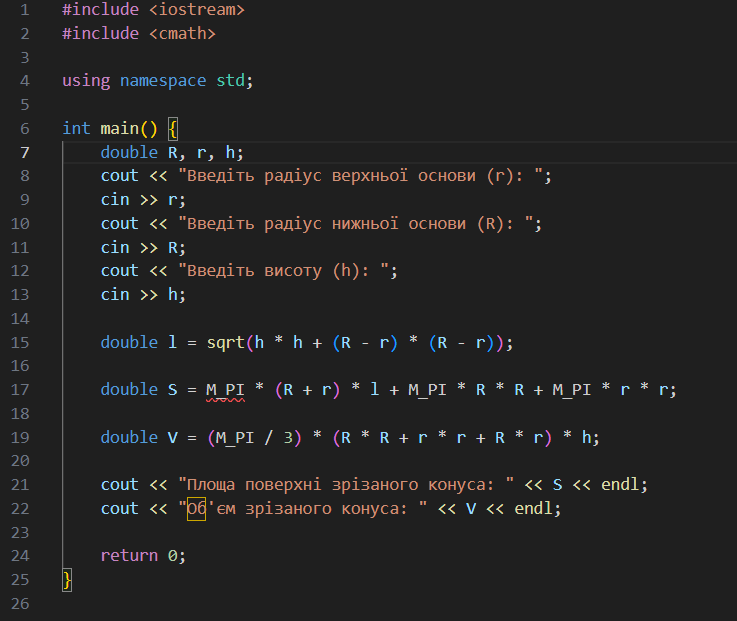 1 #include <iostream>
2 #include <cmath>
3
4 using namespace std;
5
6 int main() {
7     double R, r, h;
8     cout << "Введіть радіус верхньої основи (r): ";
9     cin >> r;
10     cout << "Введіть радіус нижньої основи (R): ";
11     cin >> R;
12     cout << "Введіть висоту (h): ";
13     cin >> h;
14
15     double l = sqrt(h * h + (R - r) * (R - r));
16
17     double S = M_PI * (R + r) * l + M_PI * R * R + M_PI * r * r;
18
19     double V = (M_PI / 3) * (R * R + r * r + R * r) * h;
20
21     cout << "Площа поверхні зрізаного конуса: " << S << endl;
22     cout << "Об'єм зрізаного конуса: " << V << endl;
23
24     return 0;
25 }
26